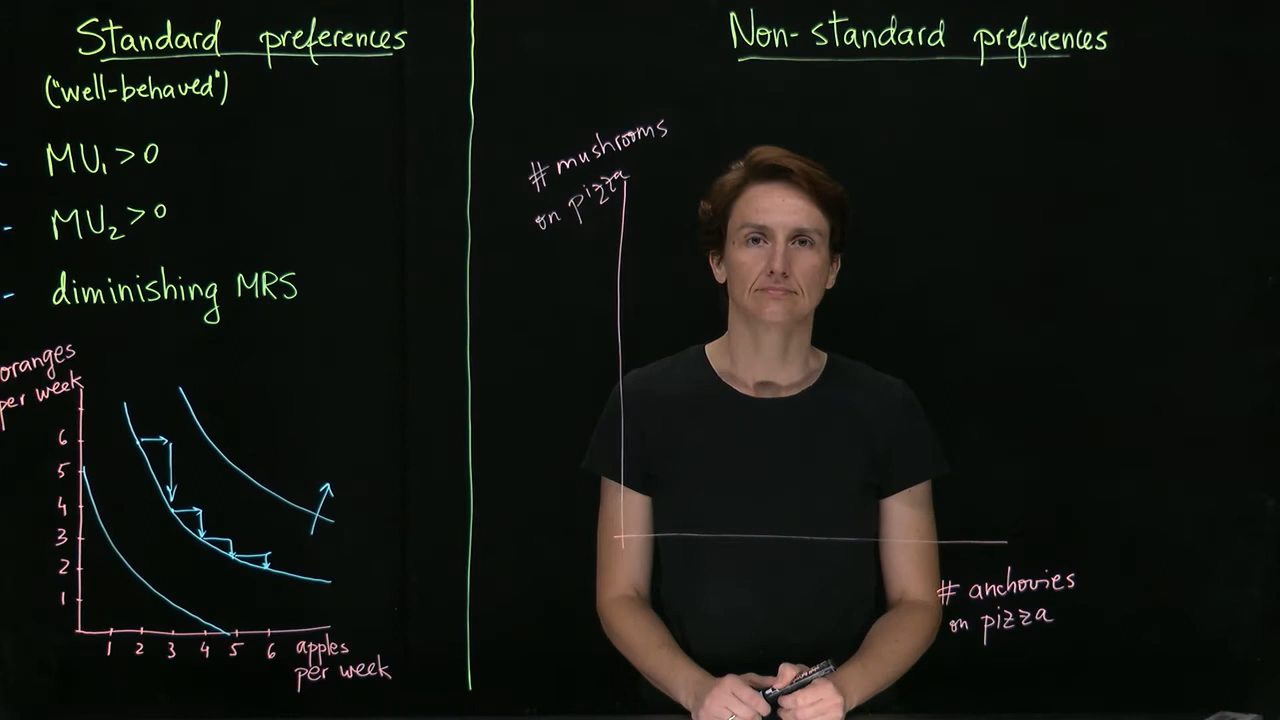 Standard preferences
("well-behaved")
- MU₁ > 0
- MU₂ > 0
- diminishing MRS
oranges
per week
6
5
4
3
2
1
1 2 3 4 5 6 apples
per week
Non-standard preferences
# mushrooms
on pizza
# anchovies
on pizza